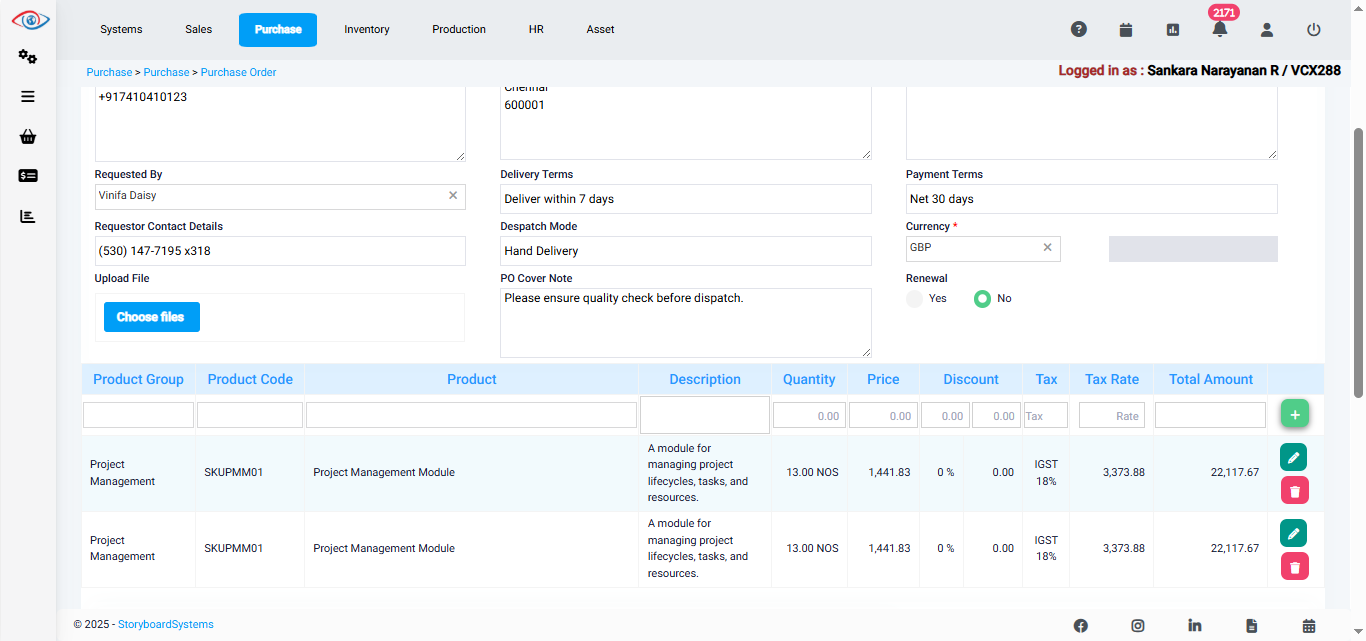 Systems Sales Purchase Inventory Production HR Asset 2171
Purchase > Purchase > Purchase Order
Logged in as : Sankara Narayanan R / VCX288
+917410410123
Chennai
600001
Requested By
Vinifa Daisy
Delivery Terms
Deliver within 7 days
Payment Terms
Net 30 days
Requestor Contact Details
(530) 147-7195 x318
Despatch Mode
Hand Delivery
Currency *
GBP
Upload File
Choose files
PO Cover Note
Please ensure quality check before dispatch.
Renewal
Yes No
Product Group Product Code Product Description Quantity Price Discount Tax Tax Rate Total Amount
0.00 0.00 0.00 0.00 Tax Rate
Project
Management
SKUPMM01
Project Management Module
A module for
managing project
lifecycles, tasks, and
resources.
13.00 NOS 1,441.83 0 % 0.00
IGST
18%
3,373.88 22,117.67
Project
Management
SKUPMM01
Project Management Module
A module for
managing project
lifecycles, tasks, and
resources.
13.00 NOS 1,441.83 0 % 0.00
IGST
18%
3,373.88 22,117.67
© 2025 - StoryboardSystems